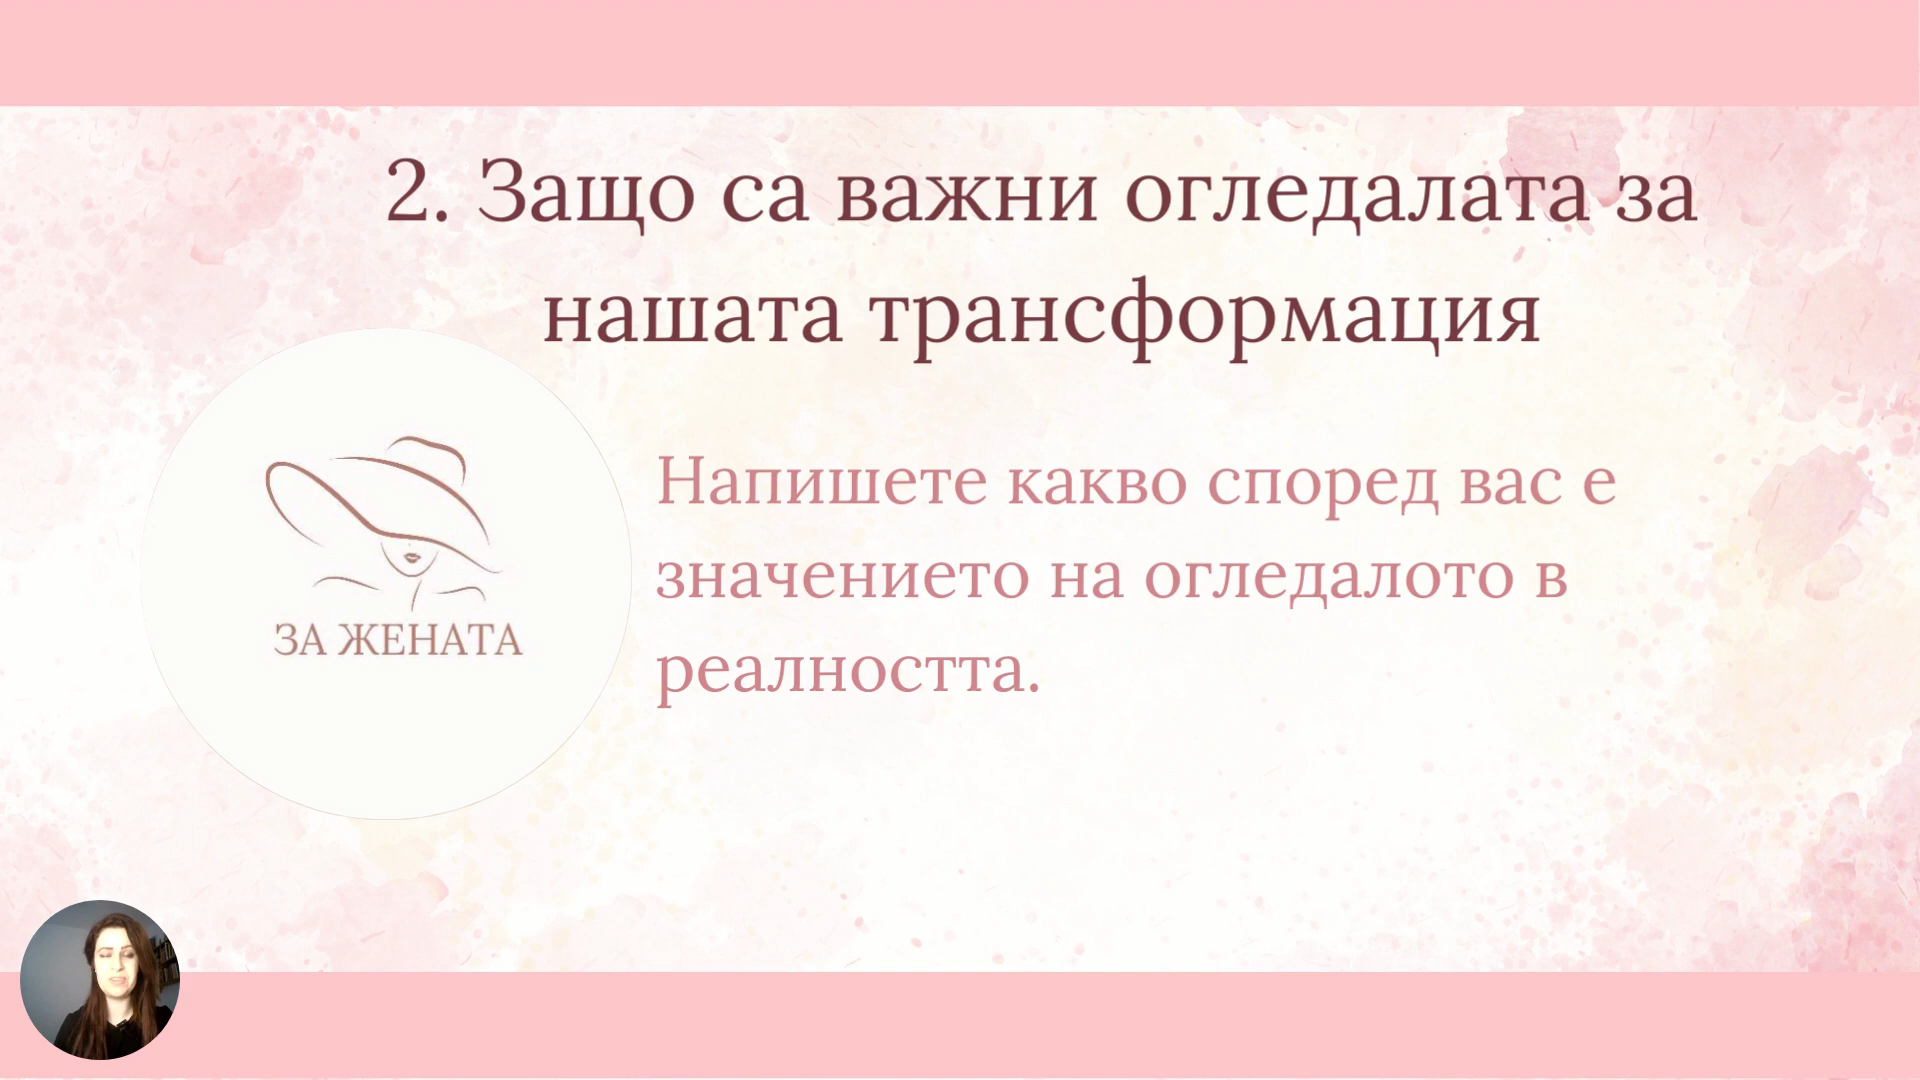 2. Защо са важни огледалата за
нашата трансформация
Напишете какво според вас е
значението на огледалото в
реалността.
ЗА ЖЕНАТА